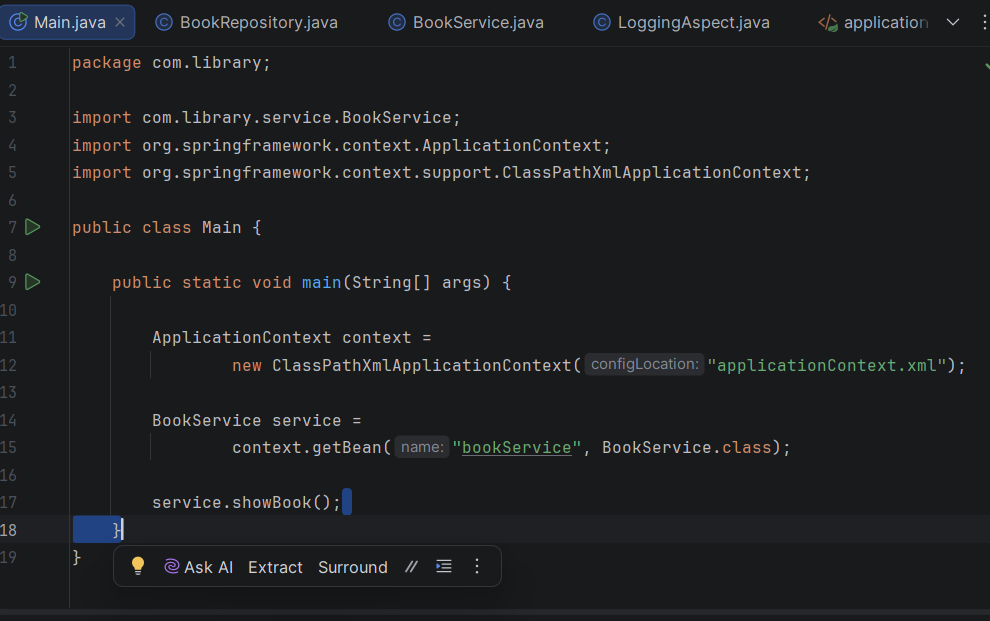 Main.java BookRepository.java BookService.java LoggingAspect.java application
1 package com.library;
2
3 import com.library.service.BookService;
4 import org.springframework.context.ApplicationContext;
5 import org.springframework.context.support.ClassPathXmlApplicationContext;
6
7 public class Main {
8
9 public static void main(String[] args) {
10
11 ApplicationContext context =
12 new ClassPathXmlApplicationContext( configLocation: "applicationContext.xml");
13
14 BookService service =
15 context.getBean( name: "bookService", BookService.class);
16
17 service.showBook();
18 }
19 }
Ask AI Extract Surround //